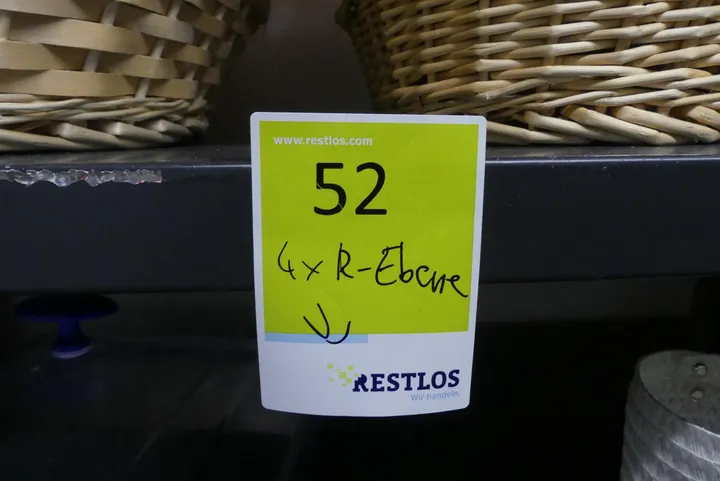 www.restlos.com
52
4x R-Ebene
RESTLOS
Wir handeln.